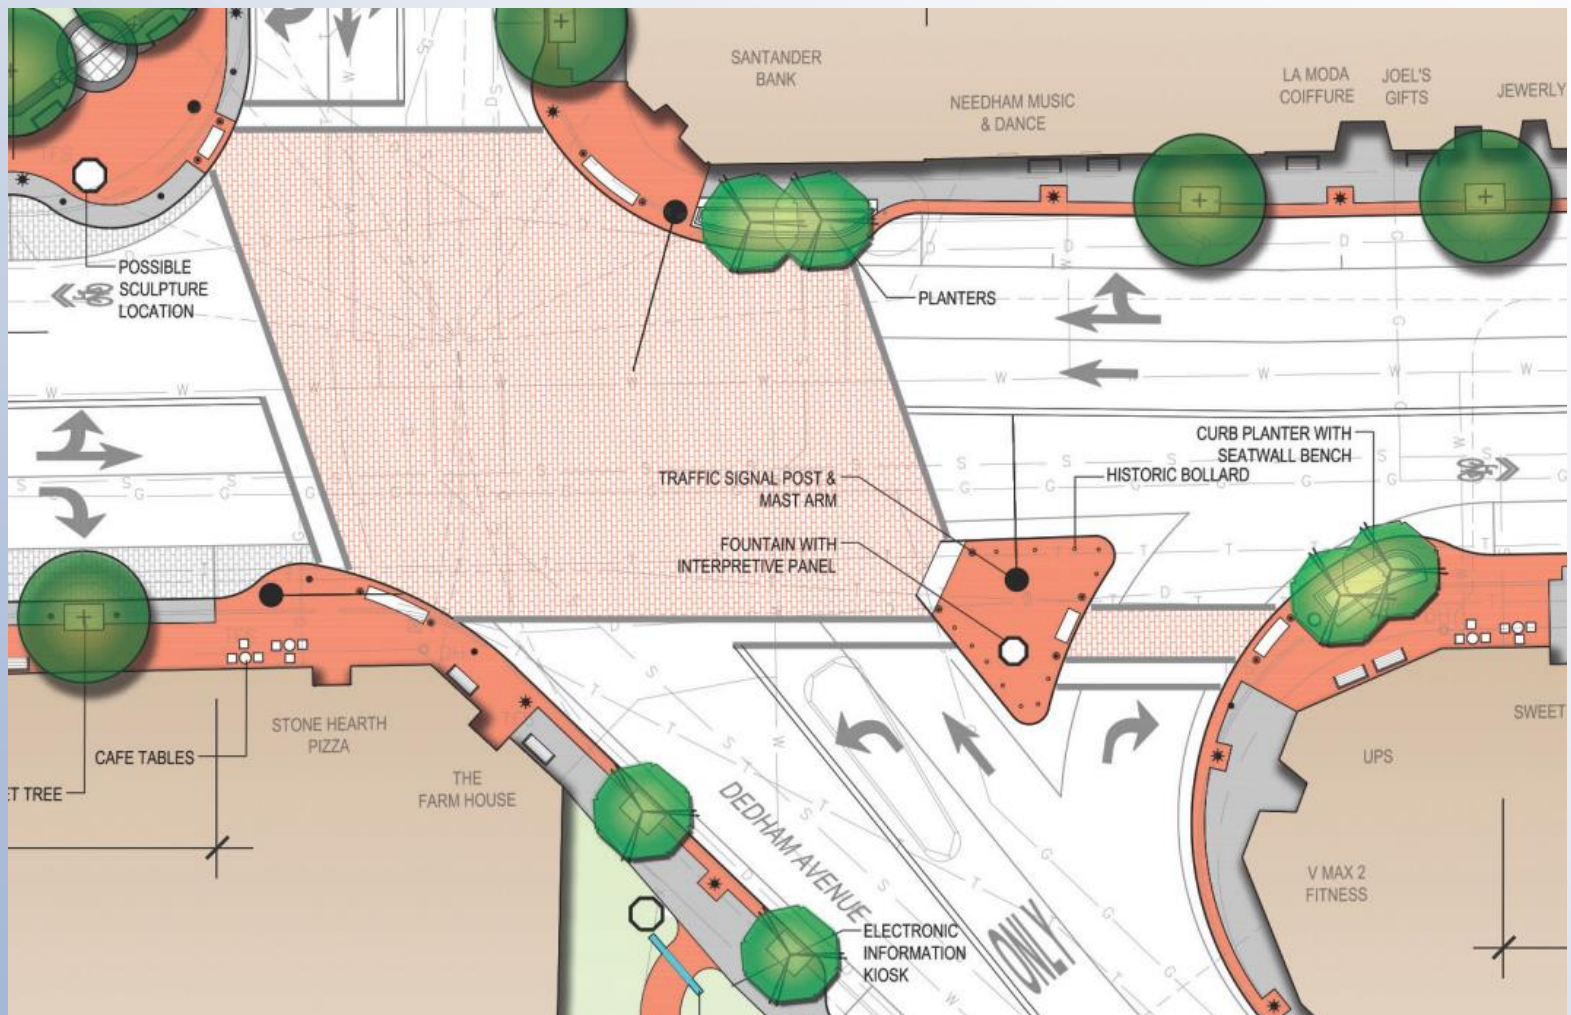 SANTANDER
BANK
NEEDHAM MUSIC
& DANCE
LA MODA
COIFFURE
JOEL'S
GIFTS
JEWERLY
POSSIBLE
SCULPTURE
LOCATION
PLANTERS
CURB PLANTER WITH
SEATWALL BENCH
HISTORIC BOLLARD
TRAFFIC SIGNAL POST &
MAST ARM
FOUNTAIN WITH
INTERPRETIVE PANEL
STONE HEARTH
PIZZA
CAFE TABLES
ET TREE
THE
FARM HOUSE
DEDHAM AVENUE
ELECTRONIC
INFORMATION
KIOSK
ONLY
SWEET
UPS
V MAX 2
FITNESS